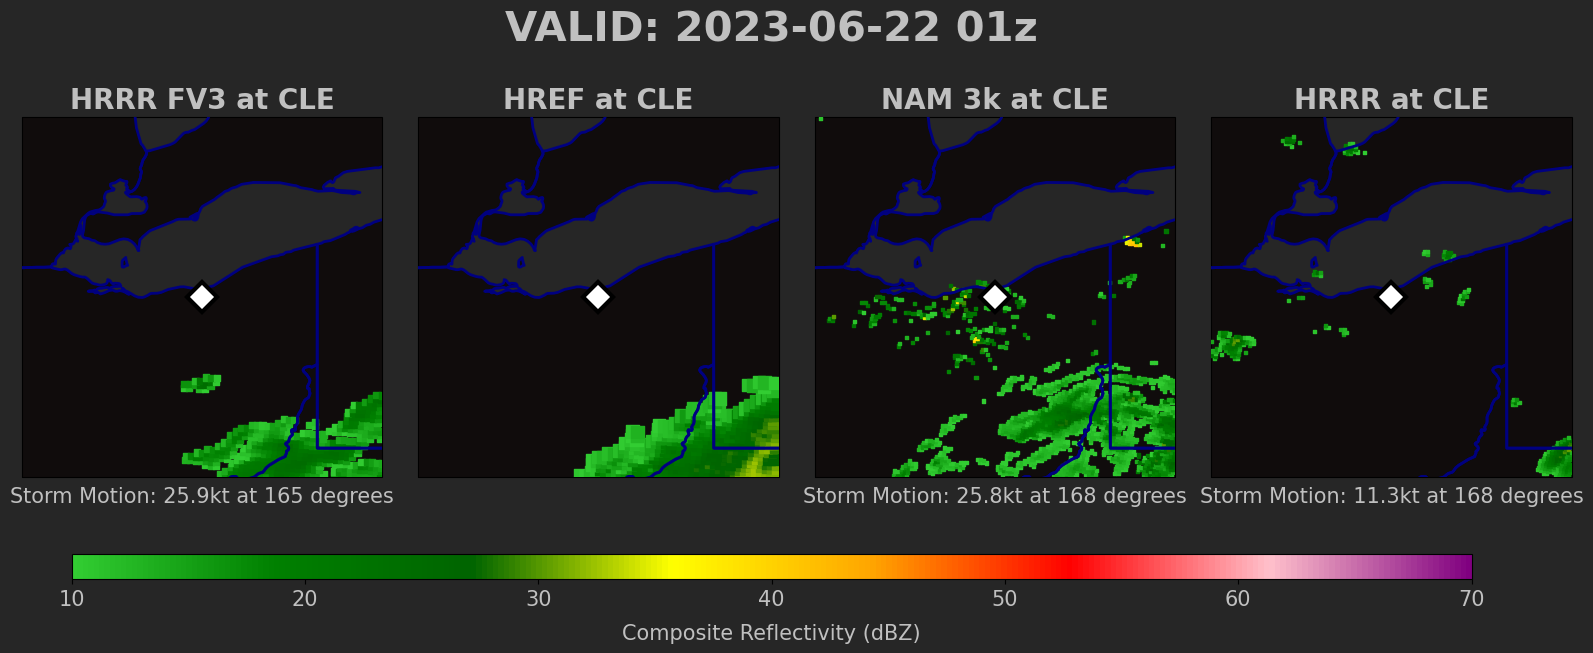 VALID: 2023-06-22 01z
HRRR FV3 at CLE
HREF at CLE
NAM 3k at CLE
HRRR at CLE
Storm Motion: 25.9kt at 165 degrees
Storm Motion: 25.8kt at 168 degrees
Storm Motion: 11.3kt at 168 degrees
10 20 30 40 50 60 70
Composite Reflectivity (dBZ)